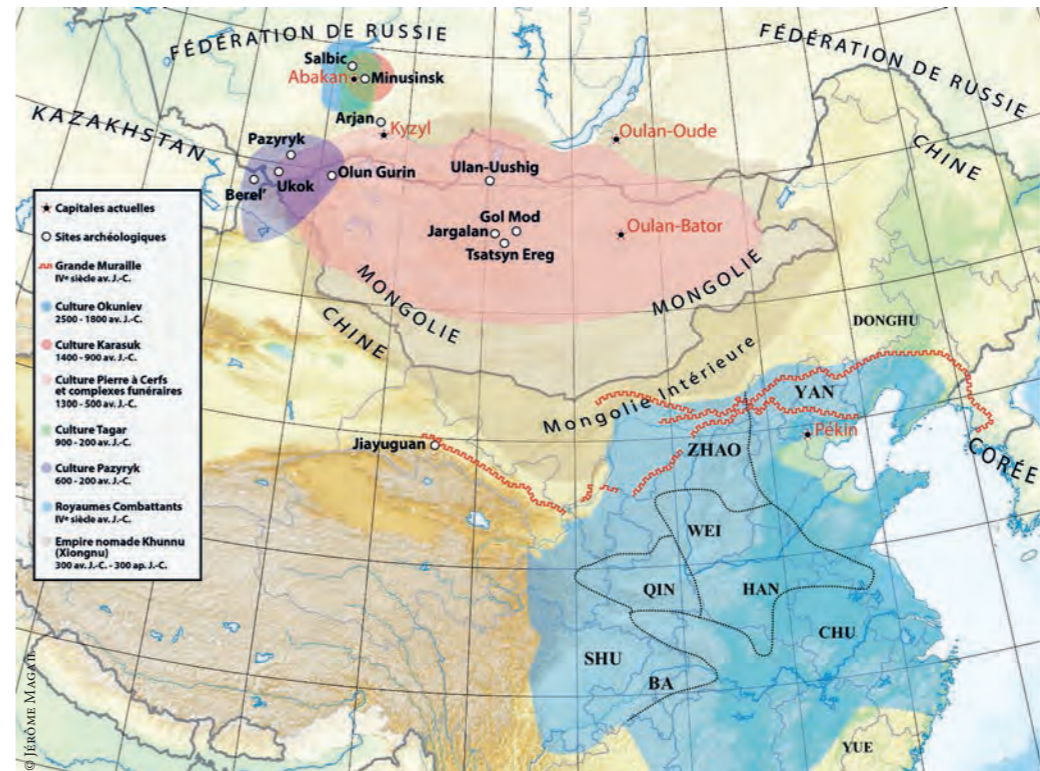 FÉDÉRATION DE RUSSIE
FÉDÉRATION DE RUSSIE
Salbic
Abakan
Minusinsk
Arjan
Kyzyl
Oulan-Oude
KAZAKHSTAN
CHINE
Pazyryk
Ukok
Olun Gurin
Berel'
Ulan-Uushig
Gol Mod
Jargalan
Tsatsyn Ereg
Oulan-Bator
MONGOLIE
MONGOLIE
CHINE
Mongolie Intérieure
DONGHU
YAN
Pékin
CORÉE
Jiayuguan
ZHAO
WEI
QIN
HAN
CHU
SHU
BA
YUE
Capitales actuelles
Sites archéologiques
Grande Muraille
IVe siècle av. J.-C.
Culture Okuniev
2500 - 1800 av. J.-C.
Culture Karasuk
1400 - 900 av. J.-C.
Culture Pierre à Cerfs
et complexes funéraires
1300 - 500 av. J.-C.
Culture Tagar
900 - 200 av. J.-C.
Culture Pazyryk
600 - 200 av. J.-C.
Royaumes Combattants
IVe siècle av. J.-C.
Empire nomade Khunnu
(Xiongnu)
300 av. J.-C. - 300 ap. J.-C.
© JÉRÔME MAGAIL